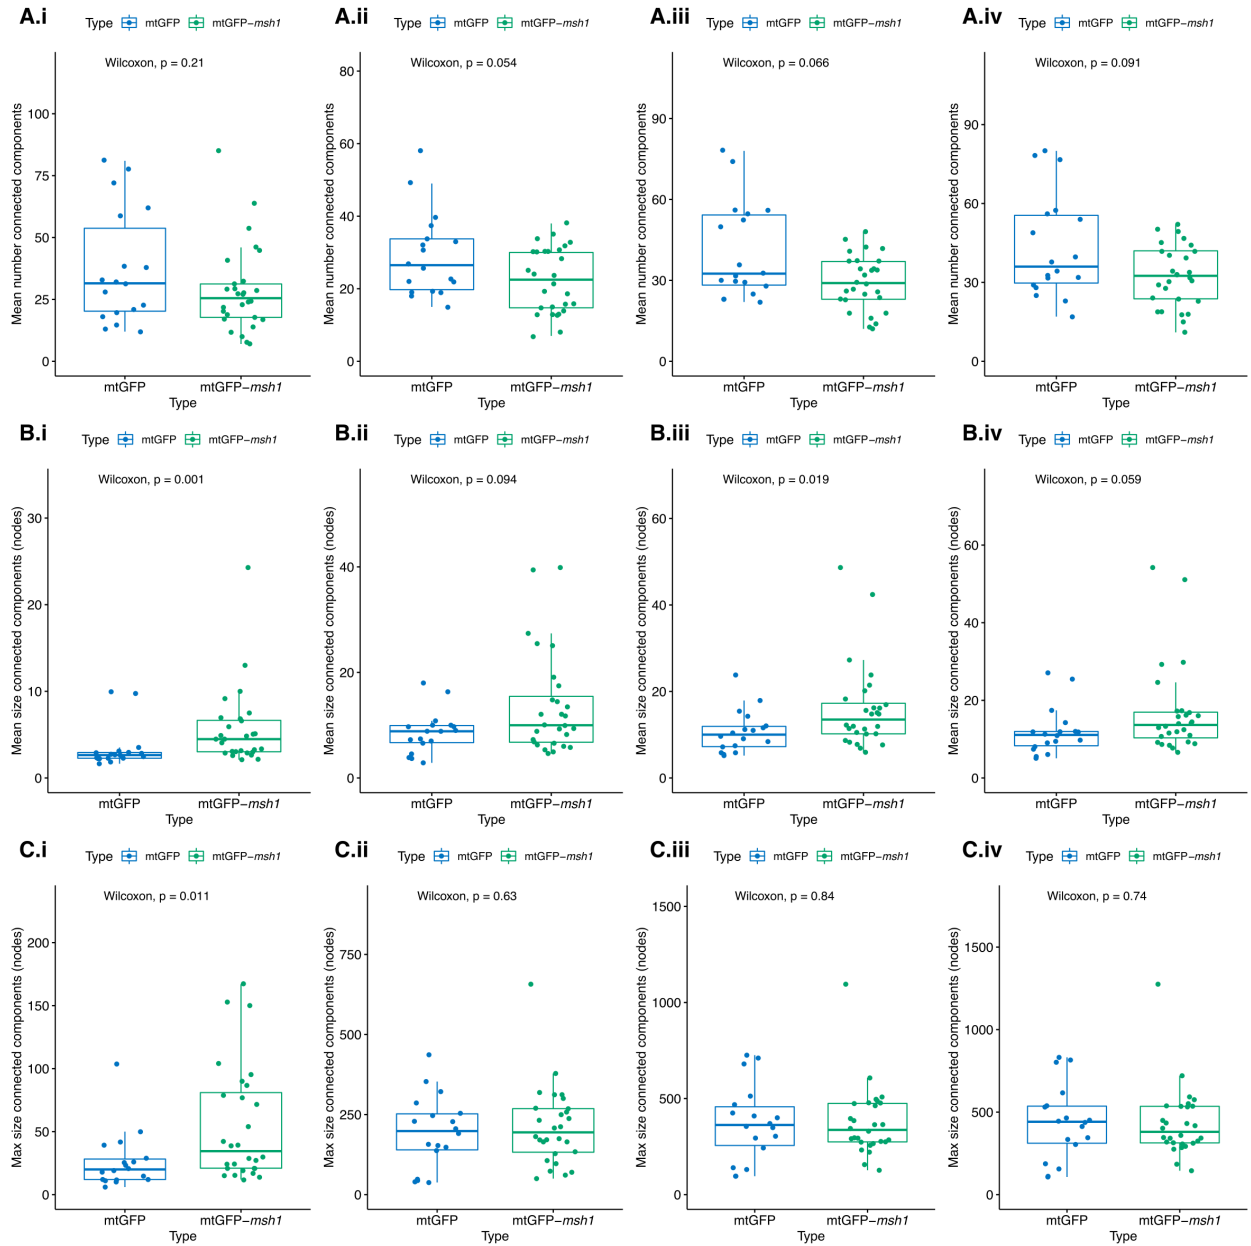 A.i
Type mtGFP mtGFP−msh1
Wilcoxon, p = 0.21
Mean number connected components
100
75
50
25
0
mtGFP mtGFP−msh1
Type
A.ii
Type mtGFP mtGFP−msh1
Wilcoxon, p = 0.054
Mean number connected components
80
60
40
20
0
mtGFP mtGFP−msh1
Type
A.iii
Type mtGFP mtGFP−msh1
Wilcoxon, p = 0.066
Mean number connected components
90
60
30
0
mtGFP mtGFP−msh1
Type
A.iv
Type mtGFP mtGFP−msh1
Wilcoxon, p = 0.091
Mean number connected components
90
60
30
0
mtGFP mtGFP−msh1
Type
B.i
Type mtGFP mtGFP−msh1
Wilcoxon, p = 0.001
Mean size connected components (nodes)
30
20
10
0
mtGFP mtGFP−msh1
Type
B.ii
Type mtGFP mtGFP−msh1
Wilcoxon, p = 0.094
Mean size connected components (nodes)
40
20
0
mtGFP mtGFP−msh1
Type
B.iii
Type mtGFP mtGFP−msh1
Wilcoxon, p = 0.019
Mean size connected components (nodes)
60
40
20
0
mtGFP mtGFP−msh1
Type
B.iv
Type mtGFP mtGFP−msh1
Wilcoxon, p = 0.059
Mean size connected components (nodes)
60
40
20
0
mtGFP mtGFP−msh1
Type
C.i
Type mtGFP mtGFP−msh1
Wilcoxon, p = 0.011
Max size connected components (nodes)
200
150
100
50
0
mtGFP mtGFP−msh1
Type
C.ii
Type mtGFP mtGFP−msh1
Wilcoxon, p = 0.63
Max size connected components (nodes)
750
500
250
0
mtGFP mtGFP−msh1
Type
C.iii
Type mtGFP mtGFP−msh1
Wilcoxon, p = 0.84
Max size connected components (nodes)
1500
1000
500
0
mtGFP mtGFP−msh1
Type
C.iv
Type mtGFP mtGFP−msh1
Wilcoxon, p = 0.74
Max size connected components (nodes)
1500
1000
500
0
mtGFP mtGFP−msh1
Type